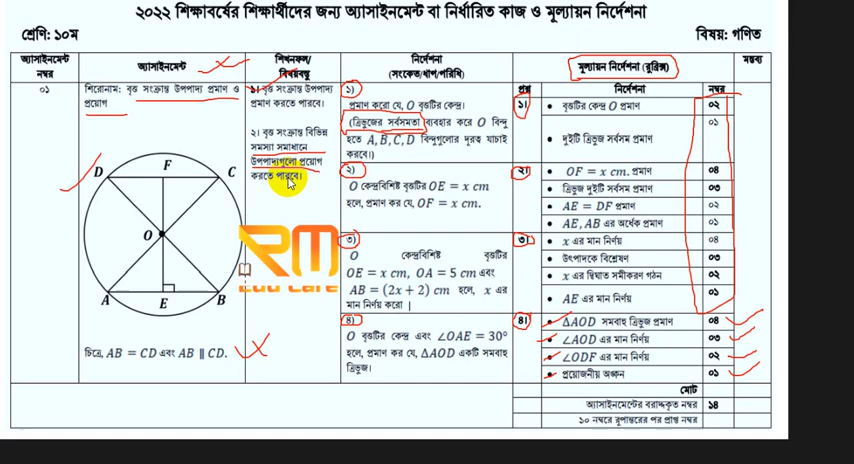 ২০২২ শিক্ষাবর্ষের শিক্ষার্থীদের জন্য অ্যাসাইনমেন্ট বা নির্ধারিত কাজ ও মূল্যায়ন নির্দেশনা
শ্রেণি: ১০ম
বিষয়: গণিত
অ্যাসাইনমেন্ট নম্বর
অ্যাসাইনমেন্ট
শিখনফল/ বিষয়বস্তু
নির্দেশনা
(সংকেত/ধাপ/পরিধি)
মূল্যায়ন নির্দেশনা (রুব্রিক্স)
মন্তব্য
০১
শিরোনাম: বৃত্ত সংক্রান্ত উপপাদ্য প্রমাণ ও
প্রয়োগ
D F C
O
A E B
চিত্রে, AB = CD এবং AB ∥ CD.
১। বৃত্ত সংক্রান্ত উপপাদ্য
প্রমাণ করতে পারবে।
২। বৃত্ত সংক্রান্ত বিভিন্ন
সমস্যা সমাধানে
উপপাদ্যগুলো প্রয়োগ
করতে পারবে।
RM
Edu Care
১)
প্রমাণ করো যে, O বৃত্তটির কেন্দ্র।
(ত্রিভুজের সর্বসমতা ব্যবহার করে O বিন্দু
হতে A, B, C, D বিন্দুগুলোর দূরত্ব যাচাই
করবে।)
২)
O কেন্দ্রবিশিষ্ট বৃত্তটির OE = x cm
হলে, প্রমাণ কর যে, OF = x cm.
৩)
O কেন্দ্রবিশিষ্ট বৃত্তটির
OE = x cm, OA = 5 cm এবং
AB = (2x + 2) cm হলে, x এর
মান নির্ণয় করো |
৪)
O বৃত্তটির কেন্দ্র এবং ∠OAE = 30°
হলে, প্রমাণ কর যে, ΔAOD একটি সমবাহু
ত্রিভুজ।
প্রশ্ন নির্দেশনা নম্বর
১। • বৃত্তটির কেন্দ্র O প্রমাণ ০২
• দুইটি ত্রিভুজ সর্বসম প্রমাণ ০১
২। • OF = x cm. প্রমাণ ০৪
• ত্রিভুজ দুইটি সর্বসম প্রমাণ ০৩
• AE = DF প্রমাণ ০২
• AE, AB এর অর্ধেক প্রমাণ ০১
৩। • x এর মান নির্ণয় ০৪
• উৎপাদকে বিশ্লেষণ ০৩
• x এর দ্বিঘাত সমীকরণ গঠন ০২
• AE এর মান নির্ণয় ০১
৪। • ΔAOD সমবাহু ত্রিভুজ প্রমাণ ০৪
• ∠AOD এর মান নির্ণয় ০৩
• ∠ODF এর মান নির্ণয় ০২
• প্রয়োজনীয় অঙ্কন ০১
মোট
অ্যাসাইনমেন্টের বরাদ্দকৃত নম্বর ১৪
১০ নম্বরে রূপান্তরের পর প্রাপ্ত নম্বর